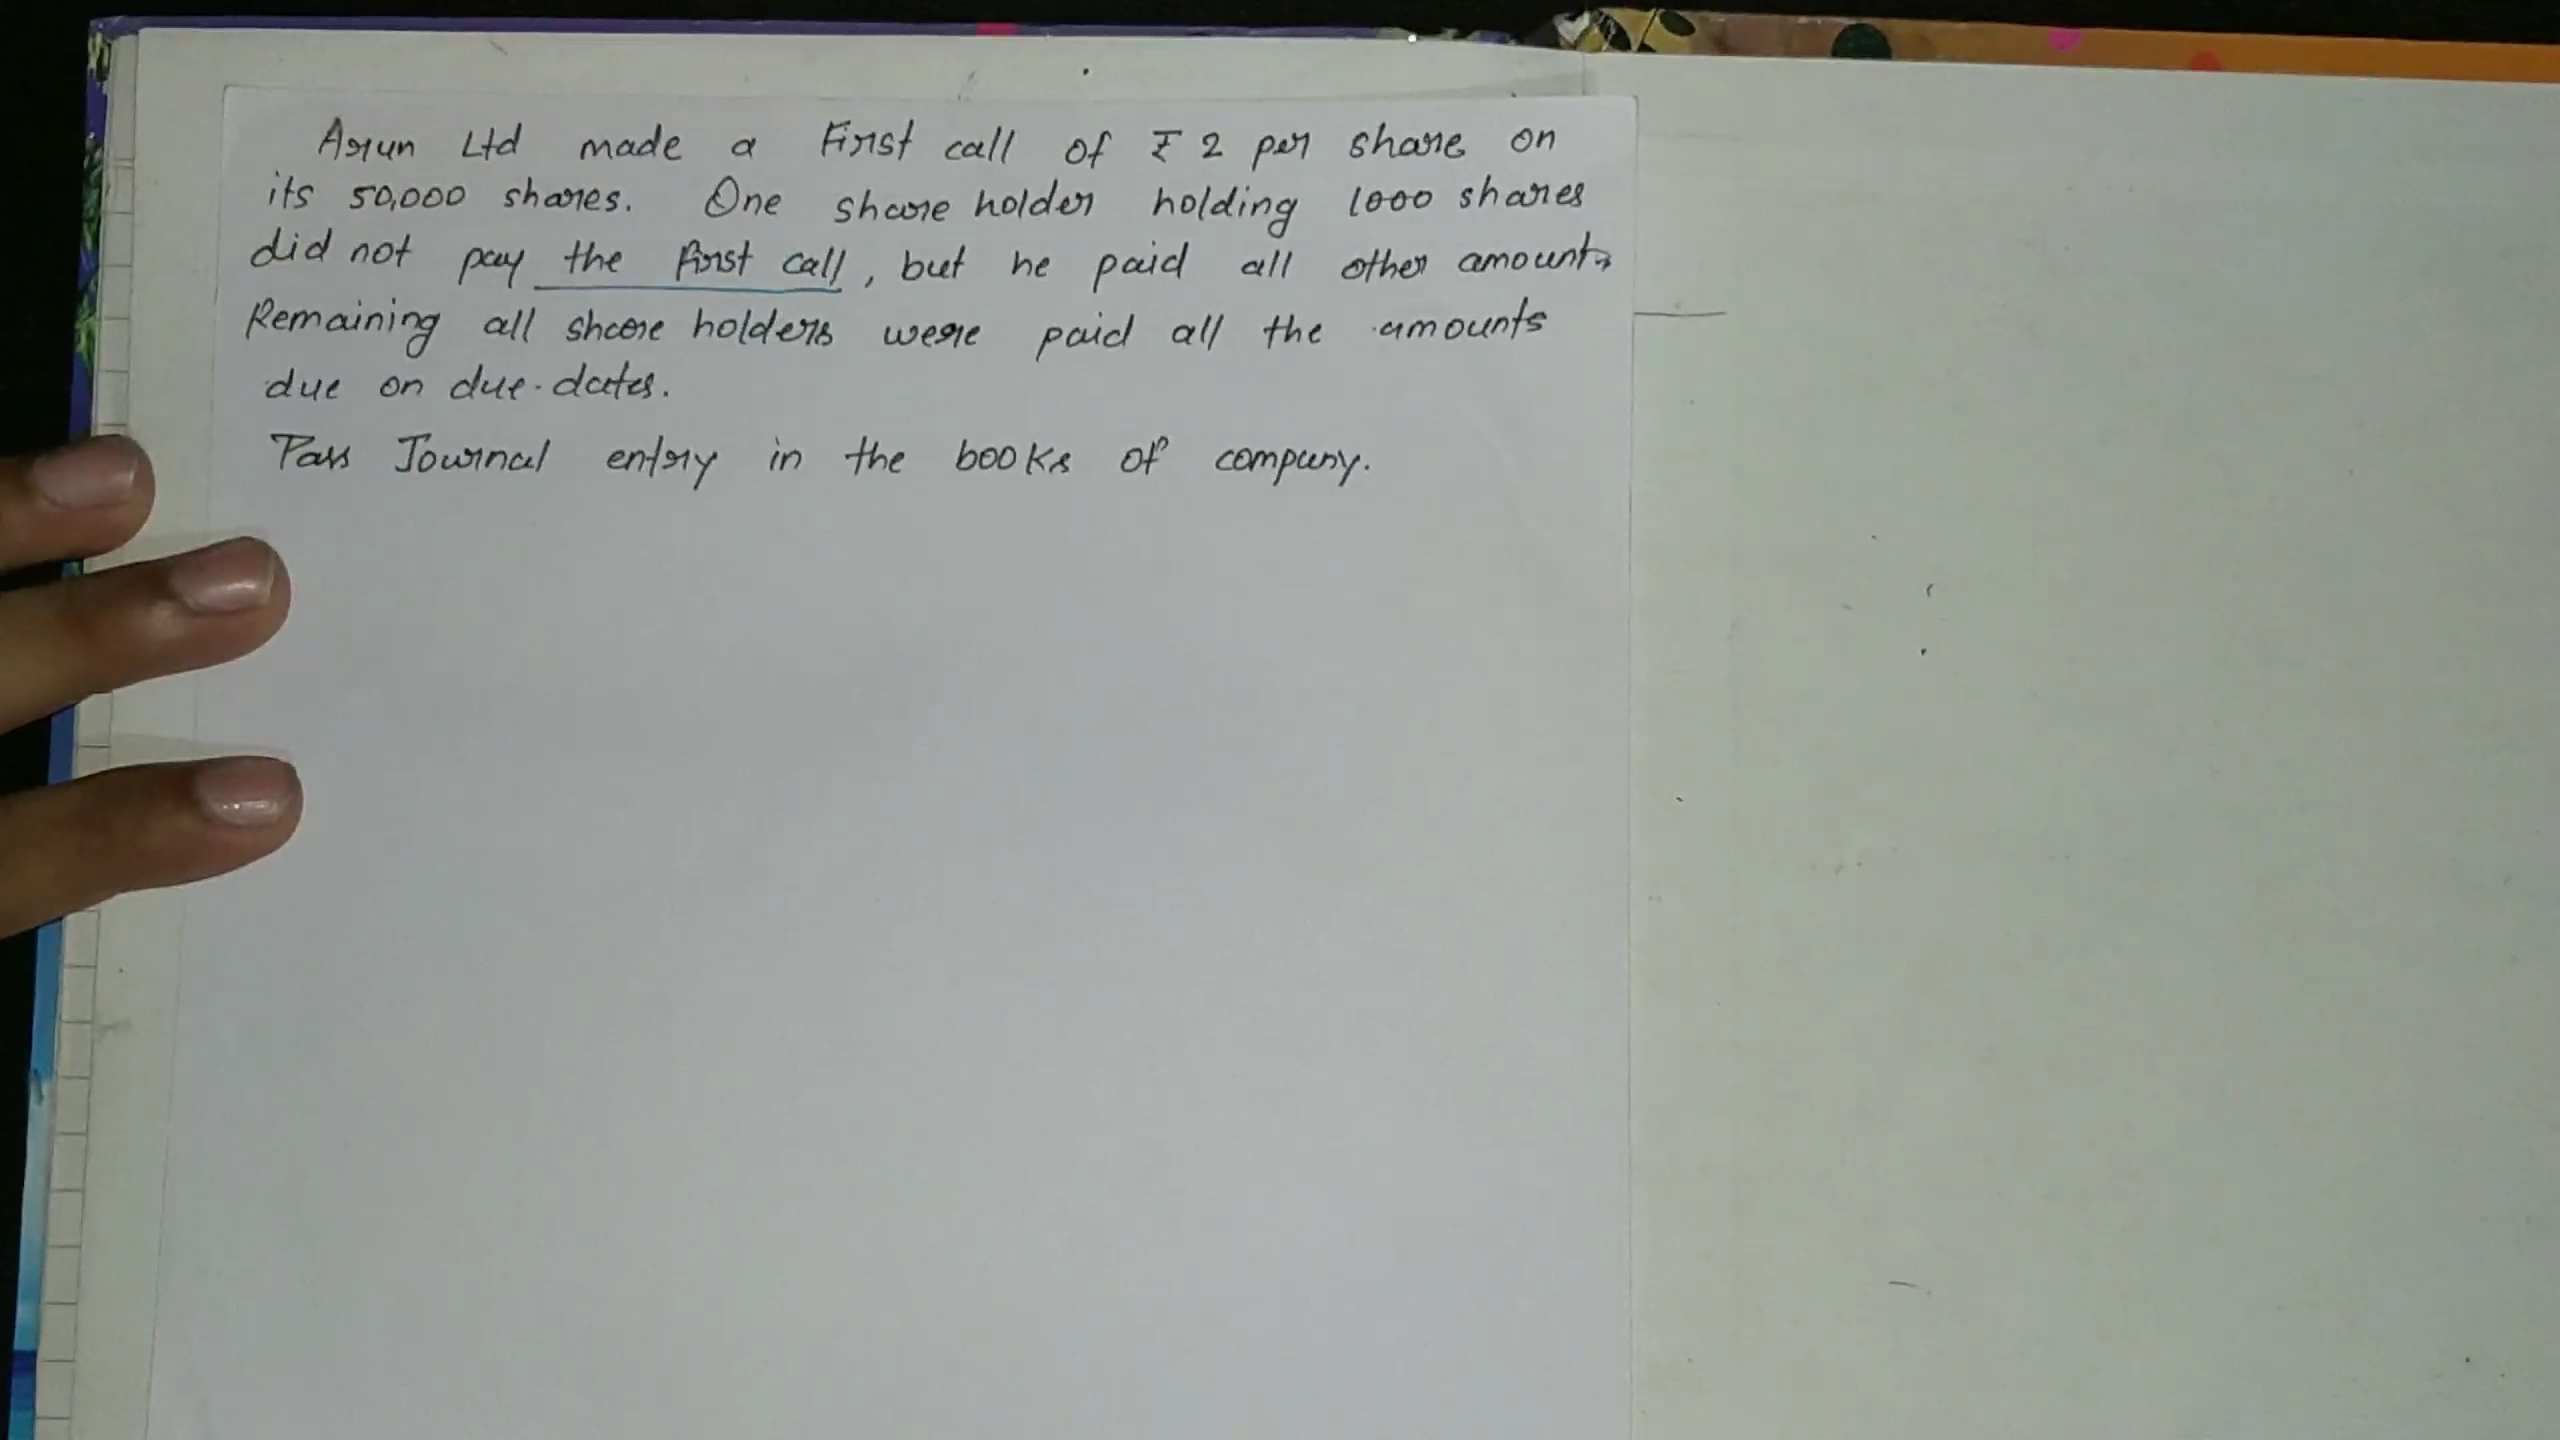 Arun Ltd made a First call of ₹ 2 per share on
its 50,000 shares. One share holder holding 1000 shares
did not pay the first call, but he paid all other amounts
Remaining all share holders were paid all the amounts
due on due-dates.
Pass Journal entry in the books of company.